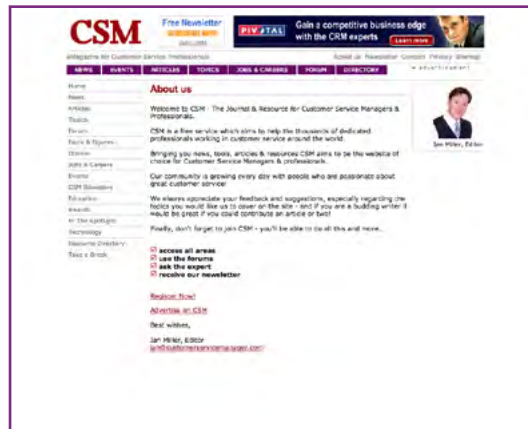 CSM
Free Newsletter
PIVOTAL
Gain a competitive business edge
with the CRM experts
Learn more
eMagazine for Customer Service Professionals
About us Newsletter Contact Privacy Sitemap
NEWS EVENTS ARTICLES TOPICS JOBS & CAREERS FORUM DIRECTORY
advertisement
Home
News
Articles
Topics
Forum
Facts & Figures
Opinion
Jobs & Careers
Events
CSM Newswire
Education
Awards
In the Spotlight
Technology
Resource Directory
Take a Break
About us
Welcome to CSM - The Journal & Resource for Customer Service Managers &
Professionals.
CSM is a free service which aims to help the thousands of dedicated
professionals working in customer service around the world.
Bringing you news, tools, articles & resources CSM aims to be the website of
choice for Customer Service Managers & professionals.
Our community is growing every day with people who are passionate about
great customer service!
We always appreciate your feedback and suggestions, especially regarding the
topics you would like us to cover on the site - and if you are a budding writer it
would be great if you could contribute an article or two!
Finally, don't forget to join CSM - you'll be able to do all this and more..
access all areas
use the forums
ask the expert
receive our newsletter
Register Now!
Advertise on CSM
Best wishes,
Ian Miller, Editor
Ian Miller, Editor